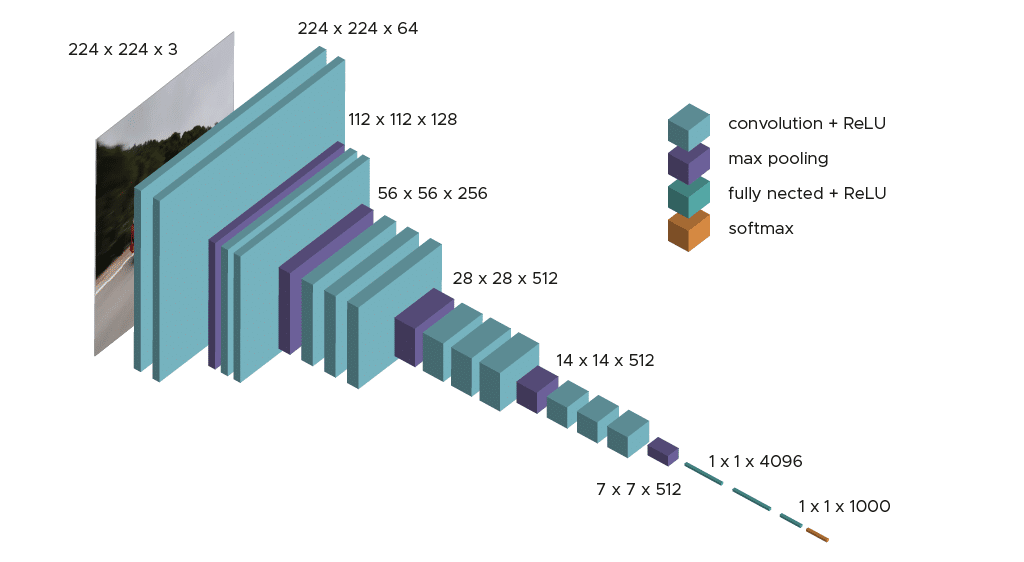 224 x 224 x 3
224 x 224 x 64
112 x 112 x 128
56 x 56 x 256
28 x 28 x 512
14 x 14 x 512
7 x 7 x 512
1 x 1 x 4096
1 x 1 x 1000
convolution + ReLU
max pooling
fully nected + ReLU
softmax